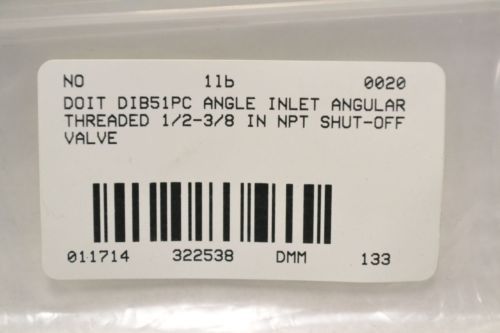 NO 1lb 0020
DOIT DIB51PC ANGLE INLET ANGULAR
THREADED 1/2-3/8 IN NPT SHUT-OFF
VALVE
011714 322538 DMM 133